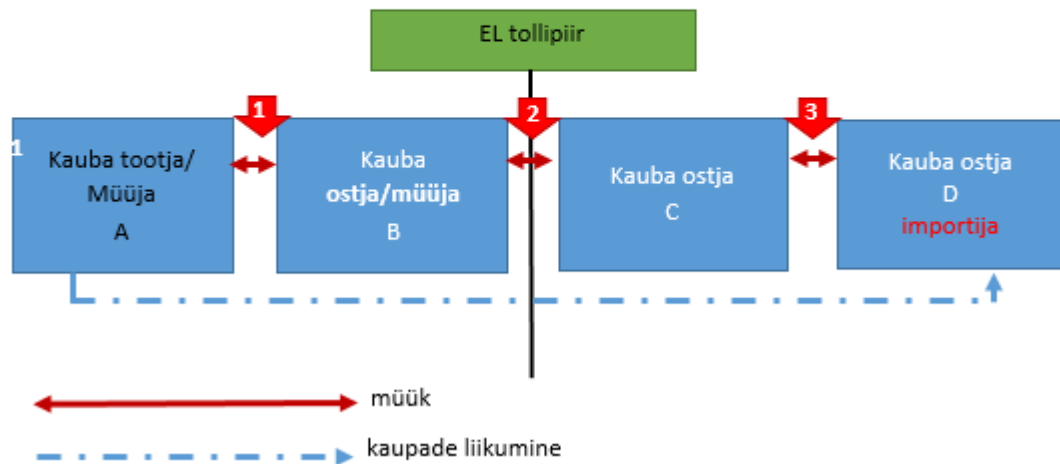 EL tollipiir
1
2
3
1
Kauba tootja/
Müüja
A
Kauba
ostja/müüja
B
Kauba ostja
C
Kauba ostja
D
importija
müük
kaupade liikumine